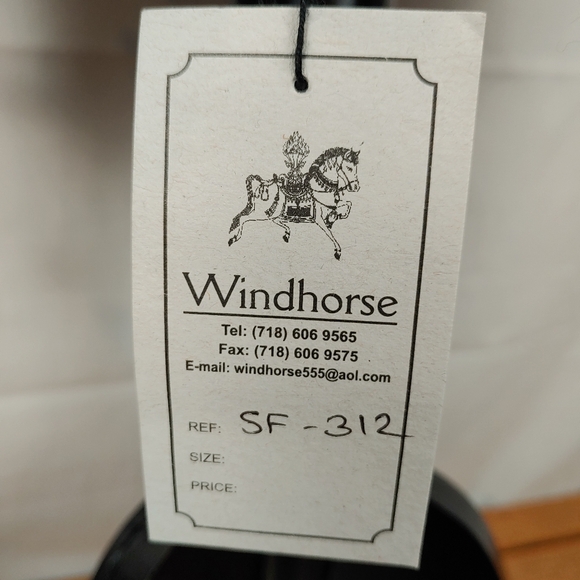 Windhorse
Tel: (718) 606 9565
Fax: (718) 606 9575
E-mail: windhorse555@aol.com
REF: SF-312
SIZE:
PRICE: